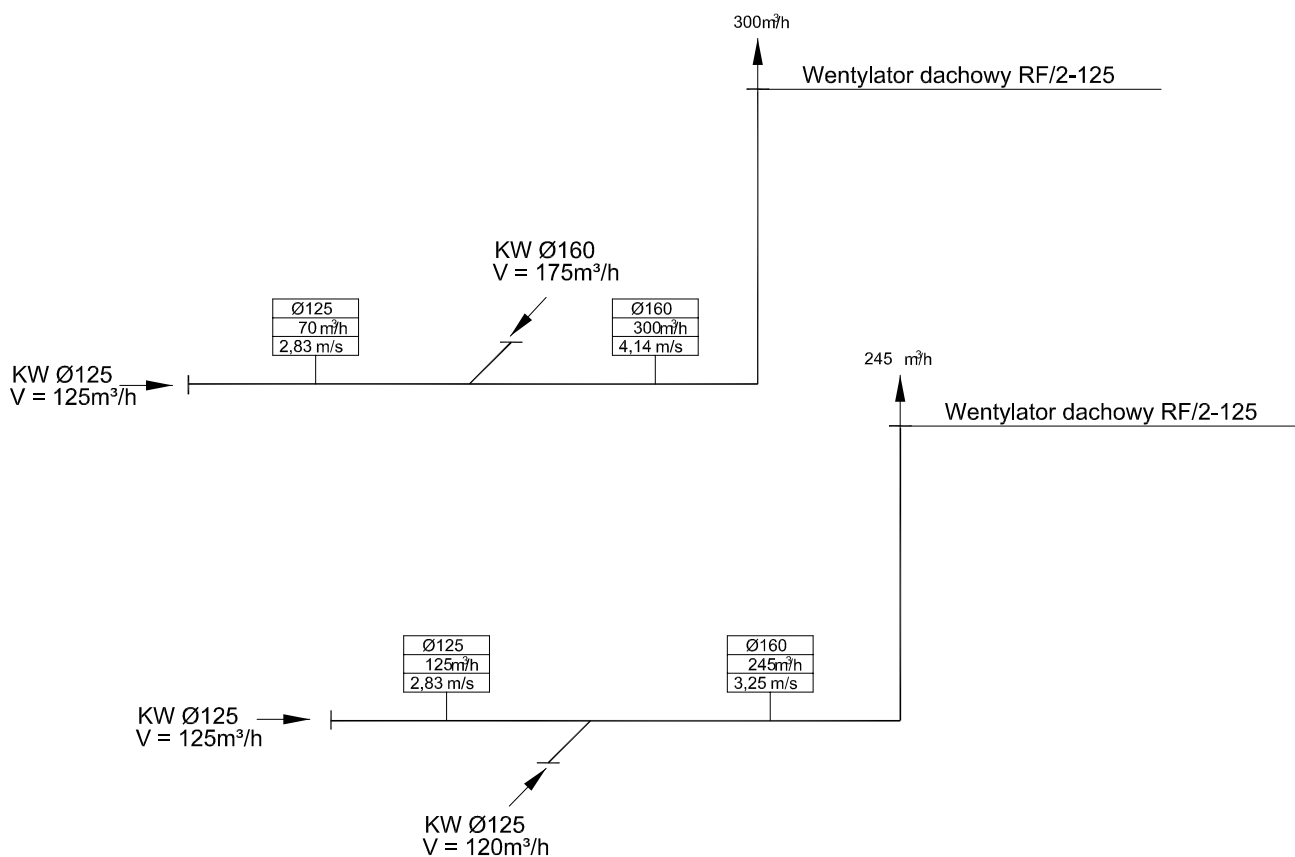 300m³/h
Wentylator dachowy RF/2-125
KW Ø160
V = 175m³/h
Ø125
70 m³/h
2,83 m/s
Ø160
300m³/h
4,14 m/s
KW Ø125
V = 125m³/h
245 m³/h
Wentylator dachowy RF/2-125
Ø125
125m³/h
2,83 m/s
Ø160
245m³/h
3,25 m/s
KW Ø125
V = 125m³/h
KW Ø125
V = 120m³/h